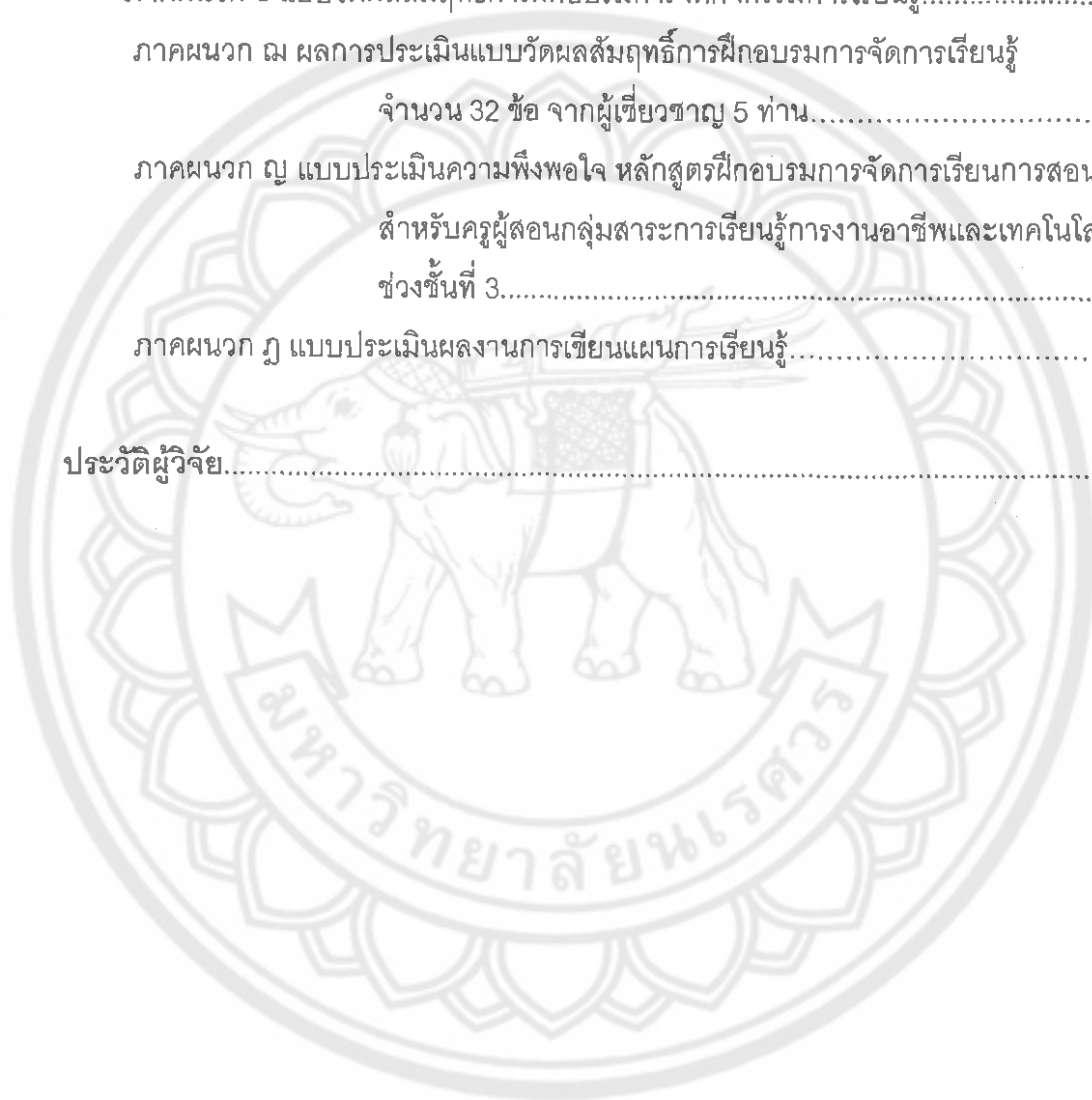 ภาคผนวก ฌ ผลการประเมินแบบวัดผลสัมฤทธิ์การฝึกอบรมการจัดการเรียนรู้
จำนวน 32 ข้อ จากผู้เชี่ยวชาญ 5 ท่าน
ภาคผนวก ญ แบบประเมินความพึงพอใจ หลักสูตรฝึกอบรมการจัดการเรียนการสอน
สำหรับครูผู้สอนกลุ่มสาระการเรียนรู้การงานอาชีพและเทคโนโล
ช่วงชั้นที่ 3
ภาคผนวก ฎ แบบประเมินผลงานการเขียนแผนการเรียนรู้
ประวัติผู้วิจัย
มหาวิทยาลัยนเรศวร